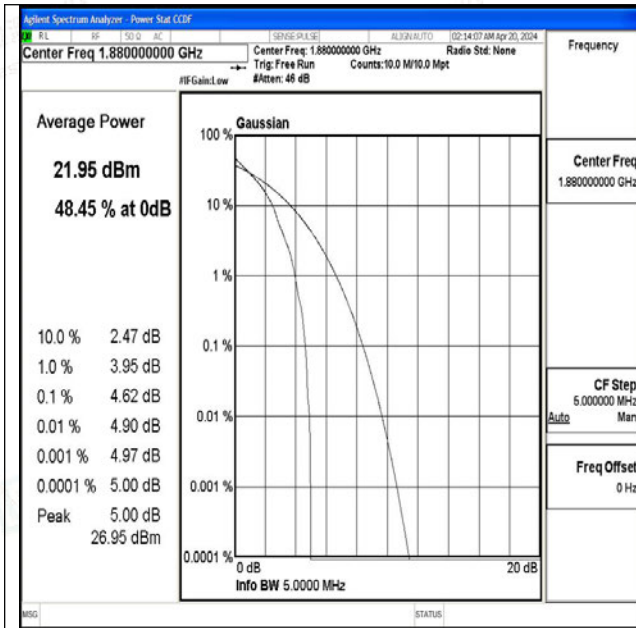 Agilent Spectrum Analyzer - Power Stat CCDF
RL RF 50 Ω AC SENSE:PULSE ALIGNAUTO 02:14:07 AM Apr 20, 2024
Center Freq 1.880000000 GHz
Center Freq: 1.880000000 GHz Radio Std: None
Trig: Free Run Counts:10.0 M/10.0 Mpt
#IFGain:Low #Atten: 46 dB
Frequency
Average Power
21.95 dBm
48.45 % at 0dB
10.0 % 2.47 dB
1.0 % 3.95 dB
0.1 % 4.62 dB
0.01 % 4.90 dB
0.001 % 4.97 dB
0.0001 % 5.00 dB
Peak 5.00 dB
26.95 dBm
Gaussian
100 %
10 %
1 %
0.1 %
0.01 %
0.001 %
0.0001 %
0 dB 20 dB
Info BW 5.0000 MHz
Center Freq
1.880000000 GHz
CF Step
5.000000 MHz
Auto Man
Freq Offset
0 Hz
MSG STATUS